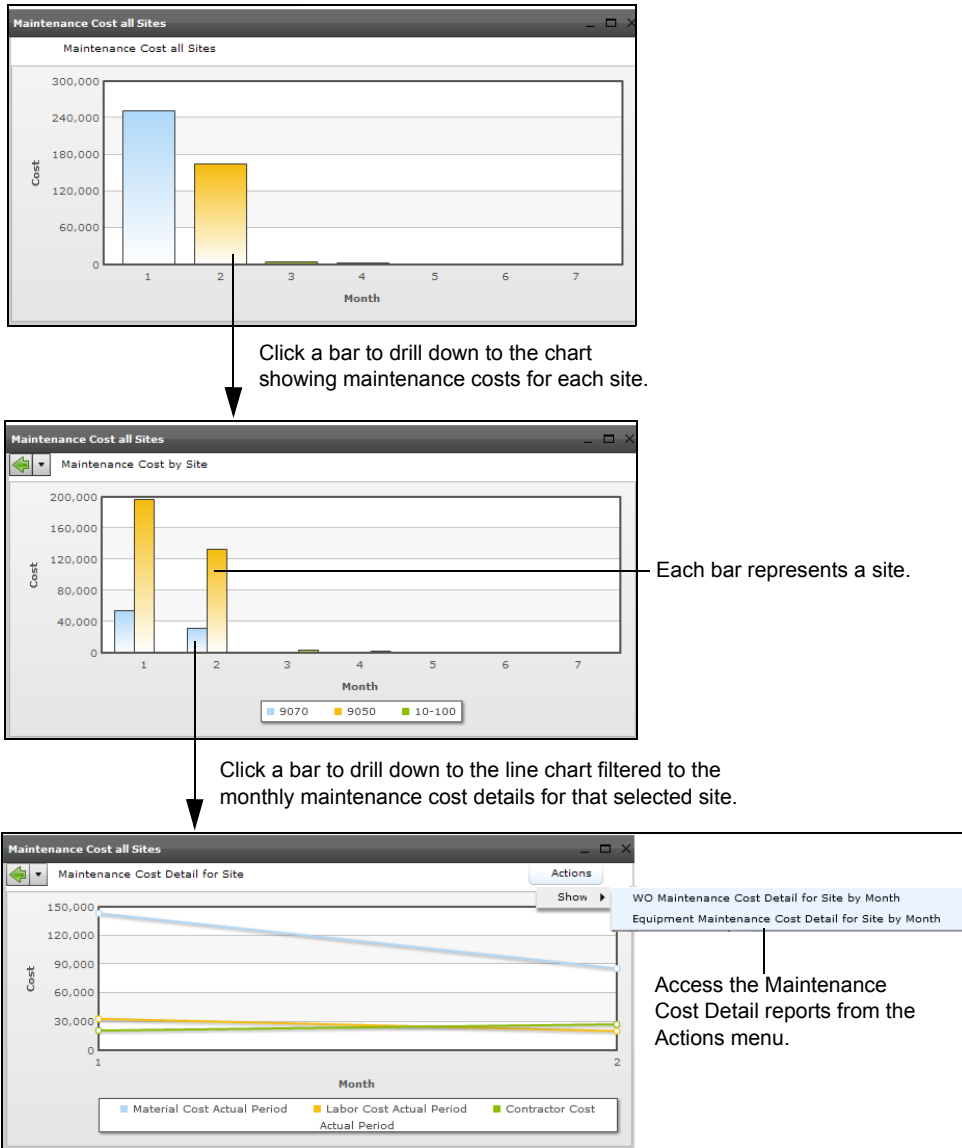 Maintenance Cost all Sites
Maintenance Cost all Sites
300,000
240,000
180,000
120,000
60,000
0
Cost
1 2 3 4 5 6 7
Month
Click a bar to drill down to the chart
showing maintenance costs for each site.
Maintenance Cost all Sites
Maintenance Cost by Site
200,000
160,000
120,000
80,000
40,000
0
Cost
1 2 3 4 5 6 7
Month
9070 9050 10-100
Each bar represents a site.
Click a bar to drill down to the line chart filtered to the
monthly maintenance cost details for that selected site.
Maintenance Cost all Sites
Maintenance Cost Detail for Site
Actions
Show
WO Maintenance Cost Detail for Site by Month
Equipment Maintenance Cost Detail for Site by Month
150,000
120,000
90,000
60,000
30,000
0
Cost
1 2
Month
Material Cost Actual Period Labor Cost Actual Period Contractor Cost
Actual Period
Access the Maintenance
Cost Detail reports from the
Actions menu.